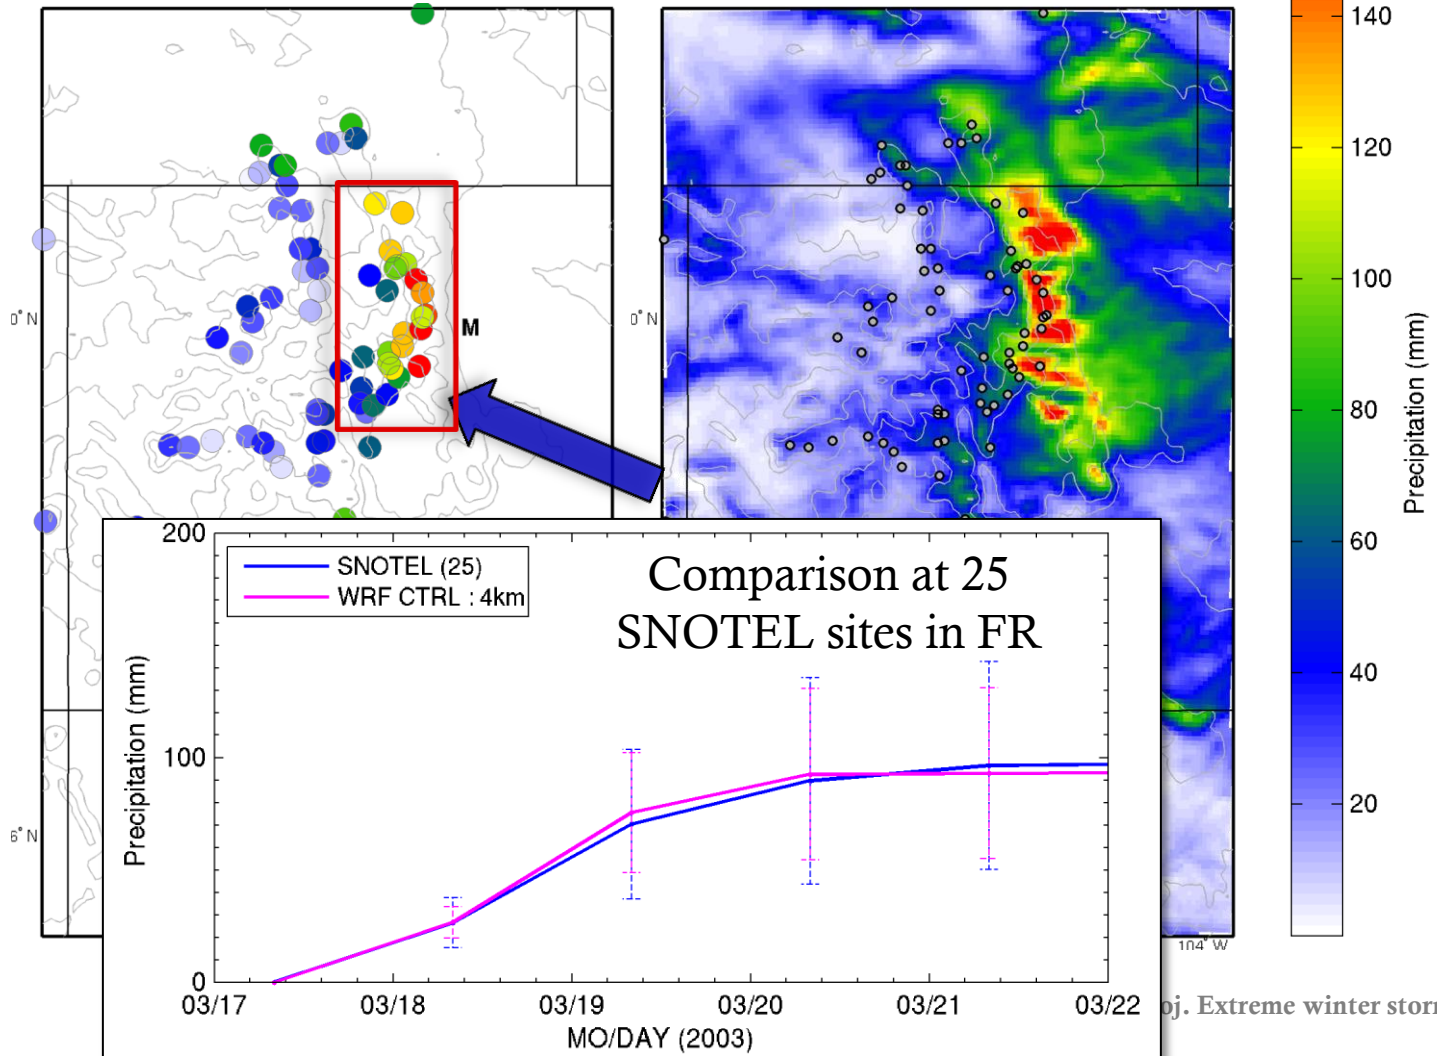 140
120
100
80
60
40
20
Precipitation (mm)
0° N
M
0° N
6° N
104° W
200
100
0
Precipitation (mm)
SNOTEL (25)
WRF CTRL : 4km
Comparison at 25
SNOTEL sites in FR
03/17 03/18 03/19 03/20 03/21 03/22
MO/DAY (2003)
oj. Extreme winter stor